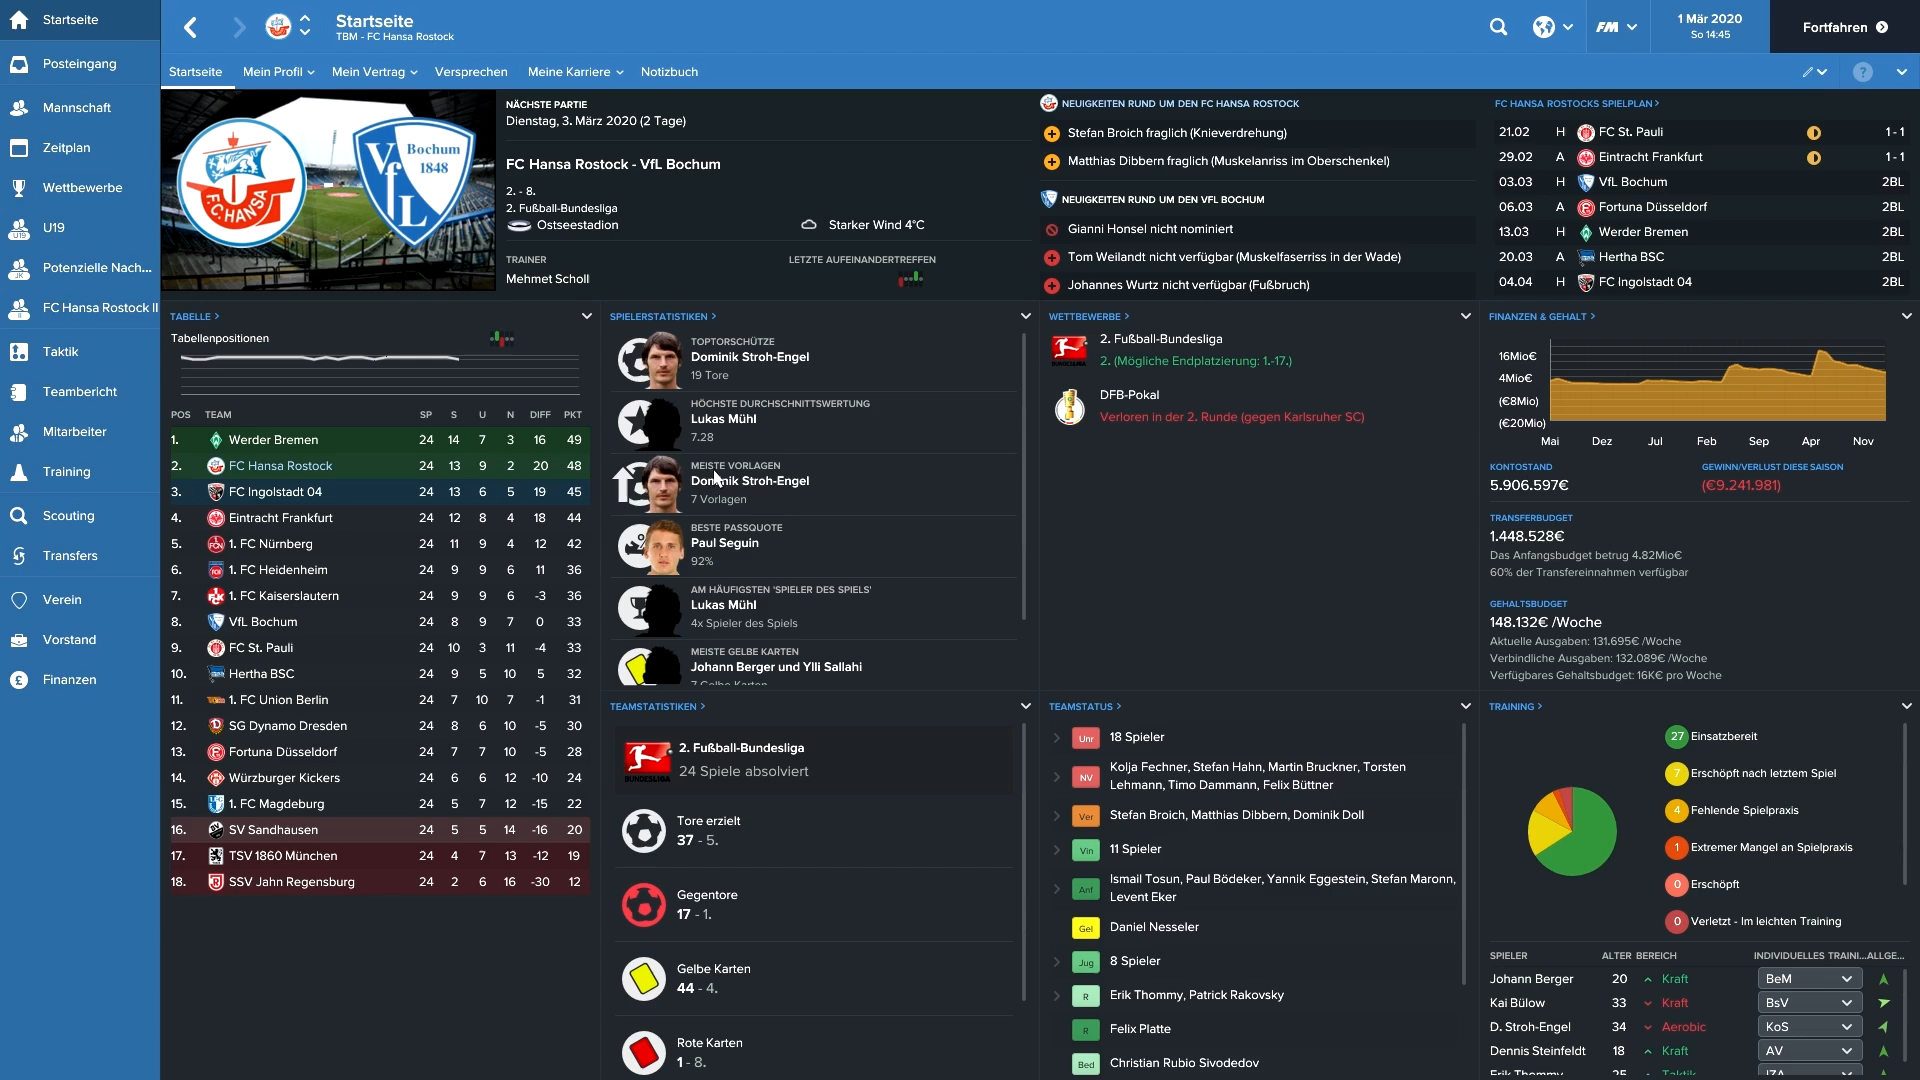 Startseite
Posteingang
Mannschaft
Zeitplan
Wettbewerbe
U19
Potenzielle Nach...
FC Hansa Rostock II
Taktik
Teambericht
Mitarbeiter
Training
Scouting
Transfers
Verein
Vorstand
Finanzen
Startseite
TBM - FC Hansa Rostock
FM
1 Mär 2020
So 14:45
Fortfahren
Startseite Mein Profil Mein Vertrag Versprechen Meine Karriere Notizbuch
?
F.C. HANSA
VfL
Bochum
1848
NÄCHSTE PARTIE
Dienstag, 3. März 2020 (2 Tage)
FC Hansa Rostock - VfL Bochum
2. - 8.
2. Fußball-Bundesliga
Ostseestadion
Starker Wind 4°C
TRAINER
Mehmet Scholl
LETZTE AUFEINANDERTREFFEN
NEUIGKEITEN RUND UM DEN FC HANSA ROSTOCK
Stefan Broich fraglich (Knieverdrehung)
Matthias Dibbern fraglich (Muskelanriss im Oberschenkel)
NEUIGKEITEN RUND UM DEN VFL BOCHUM
Gianni Honsel nicht nominiert
Tom Weilandt nicht verfügbar (Muskelfaserriss in der Wade)
Johannes Wurtz nicht verfügbar (Fußbruch)
FC HANSA ROSTOCKS SPIELPLAN >
21.02 H FC St. Pauli 1 - 1
29.02 A Eintracht Frankfurt 1 - 1
03.03 H VfL Bochum 2BL
06.03 A Fortuna Düsseldorf 2BL
13.03 H Werder Bremen 2BL
20.03 A Hertha BSC 2BL
04.04 H FC Ingolstadt 04 2BL
TABELLE >
Tabellenpositionen
POS TEAM SP S U N DIFF PKT
1. Werder Bremen 24 14 7 3 16 49
2. FC Hansa Rostock 24 13 9 2 20 48
3. FC Ingolstadt 04 24 13 6 5 19 45
4. Eintracht Frankfurt 24 12 8 4 18 44
5. 1. FC Nürnberg 24 11 9 4 12 42
6. 1. FC Heidenheim 24 9 9 6 11 36
7. 1. FC Kaiserslautern 24 9 9 6 -3 36
8. VfL Bochum 24 8 9 7 0 33
9. FC St. Pauli 24 10 3 11 -4 33
10. Hertha BSC 24 9 5 10 5 32
11. 1. FC Union Berlin 24 7 10 7 -1 31
12. SG Dynamo Dresden 24 8 6 10 -5 30
13. Fortuna Düsseldorf 24 7 7 10 -5 28
14. Würzburger Kickers 24 6 6 12 -10 24
15. 1. FC Magdeburg 24 5 7 12 -15 22
16. SV Sandhausen 24 5 5 14 -16 20
17. TSV 1860 München 24 4 7 13 -12 19
18. SSV Jahn Regensburg 24 2 6 16 -30 12
SPIELERSTATISTIKEN >
TOPTORSCHÜTZE
Dominik Stroh-Engel
19 Tore
HÖCHSTE DURCHSCHNITTSWERTUNG
Lukas Mühl
7.28
MEISTE VORLAGEN
Dominik Stroh-Engel
7 Vorlagen
BESTE PASSQUOTE
Paul Seguin
92%
AM HÄUFIGSTEN 'SPIELER DES SPIELS'
Lukas Mühl
4x Spieler des Spiels
MEISTE GELBE KARTEN
Johann Berger und Ylli Sallahi
7 Gelbe Karten
WETTBEWERBE >
2. Fußball-Bundesliga
2. (Mögliche Endplatzierung: 1.-17.)
DFB-Pokal
Verloren in der 2. Runde (gegen Karlsruher SC)
FINANZEN & GEHALT >
16Mio€
4Mio€
(€8Mio)
(€20Mio)
Mai Dez Jul Feb Sep Apr Nov
KONTOSTAND
5.906.597€
GEWINN/VERLUST DIESE SAISON
(€9.241.981)
TRANSFERBUDGET
1.448.528€
Das Anfangsbudget betrug 4.82Mio€
60% der Transfereinnahmen verfügbar
GEHALTSBUDGET
148.132€ /Woche
Aktuelle Ausgaben: 131.695€ /Woche
Verbindliche Ausgaben: 132.089€ /Woche
Verfügbares Gehaltsbudget: 16K€ pro Woche
TEAMSTATISTIKEN >
BUNDESLIGA
2. Fußball-Bundesliga
24 Spiele absolviert
Tore erzielt
37 - 5.
Gegentore
17 - 1.
Gelbe Karten
44 - 4.
Rote Karten
1 - 8.
TEAMSTATUS >
Unr 18 Spieler
NV Kolja Fechner, Stefan Hahn, Martin Bruckner, Torsten
Lehmann, Timo Dammann, Felix Büttner
Ver Stefan Broich, Matthias Dibbern, Dominik Doll
Vin 11 Spieler
Anf Ismail Tosun, Paul Bödeker, Yannik Eggestein, Stefan Maronn,
Levent Eker
Gel Daniel Nesseler
Jug 8 Spieler
R Erik Thommy, Patrick Rakovsky
R Felix Platte
Bed Christian Rubio Sivodedov
TRAINING >
27 Einsatzbereit
7 Erschöpft nach letztem Spiel
4 Fehlende Spielpraxis
1 Extremer Mangel an Spielpraxis
0 Erschöpft
0 Verletzt - Im leichten Training
SPIELER ALTER BEREICH INDIVIDUELLES TRAINI... ALLGE...
Johann Berger 20 Kraft BeM
Kai Bülow 33 Kraft BsV
D. Stroh-Engel 34 Aerobic KoS
Dennis Steinfeldt 18 Kraft AV
Erik Thommy 25 Taktik IZA